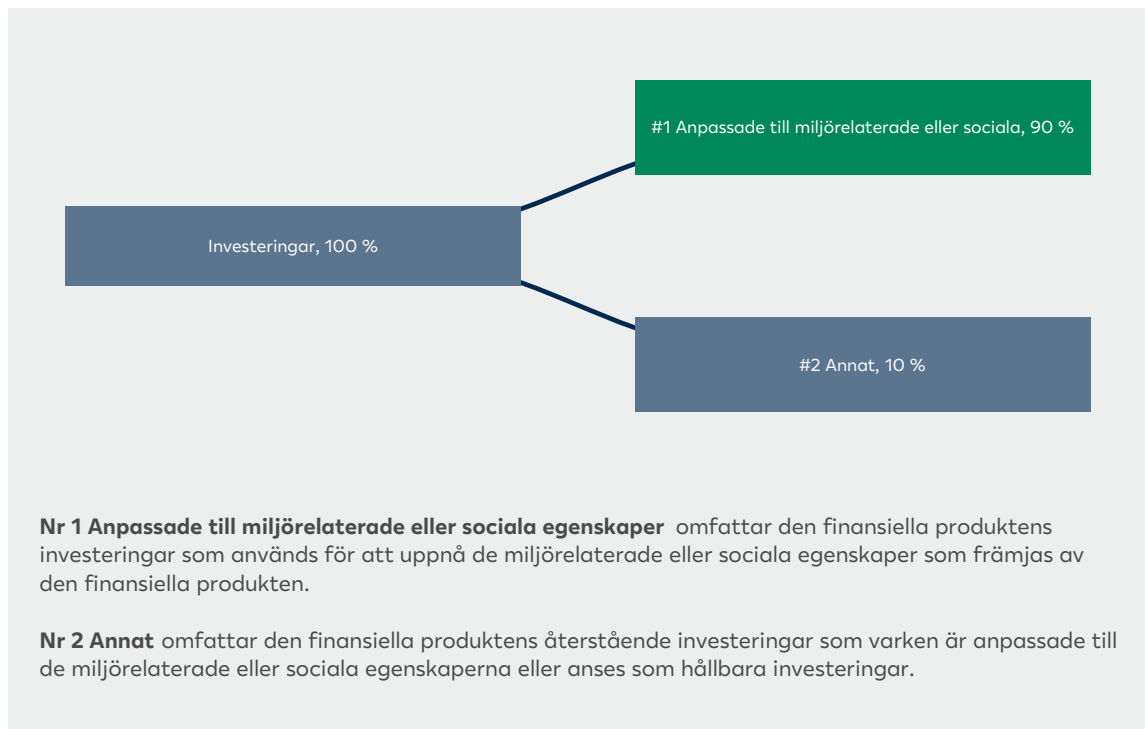 #1 Anpassade till miljörelaterade eller sociala, 90 %
Investeringar, 100 %
#2 Annat, 10 %
Nr 1 Anpassade till miljörelaterade eller sociala egenskaper omfattar den finansiella produktens
investeringar som används för att uppnå de miljörelaterade eller sociala egenskaper som främjas av
den finansiella produkten.
Nr 2 Annat omfattar den finansiella produktens återstående investeringar som varken är anpassade till
de miljörelaterade eller sociala egenskaperna eller anses som hållbara investeringar.